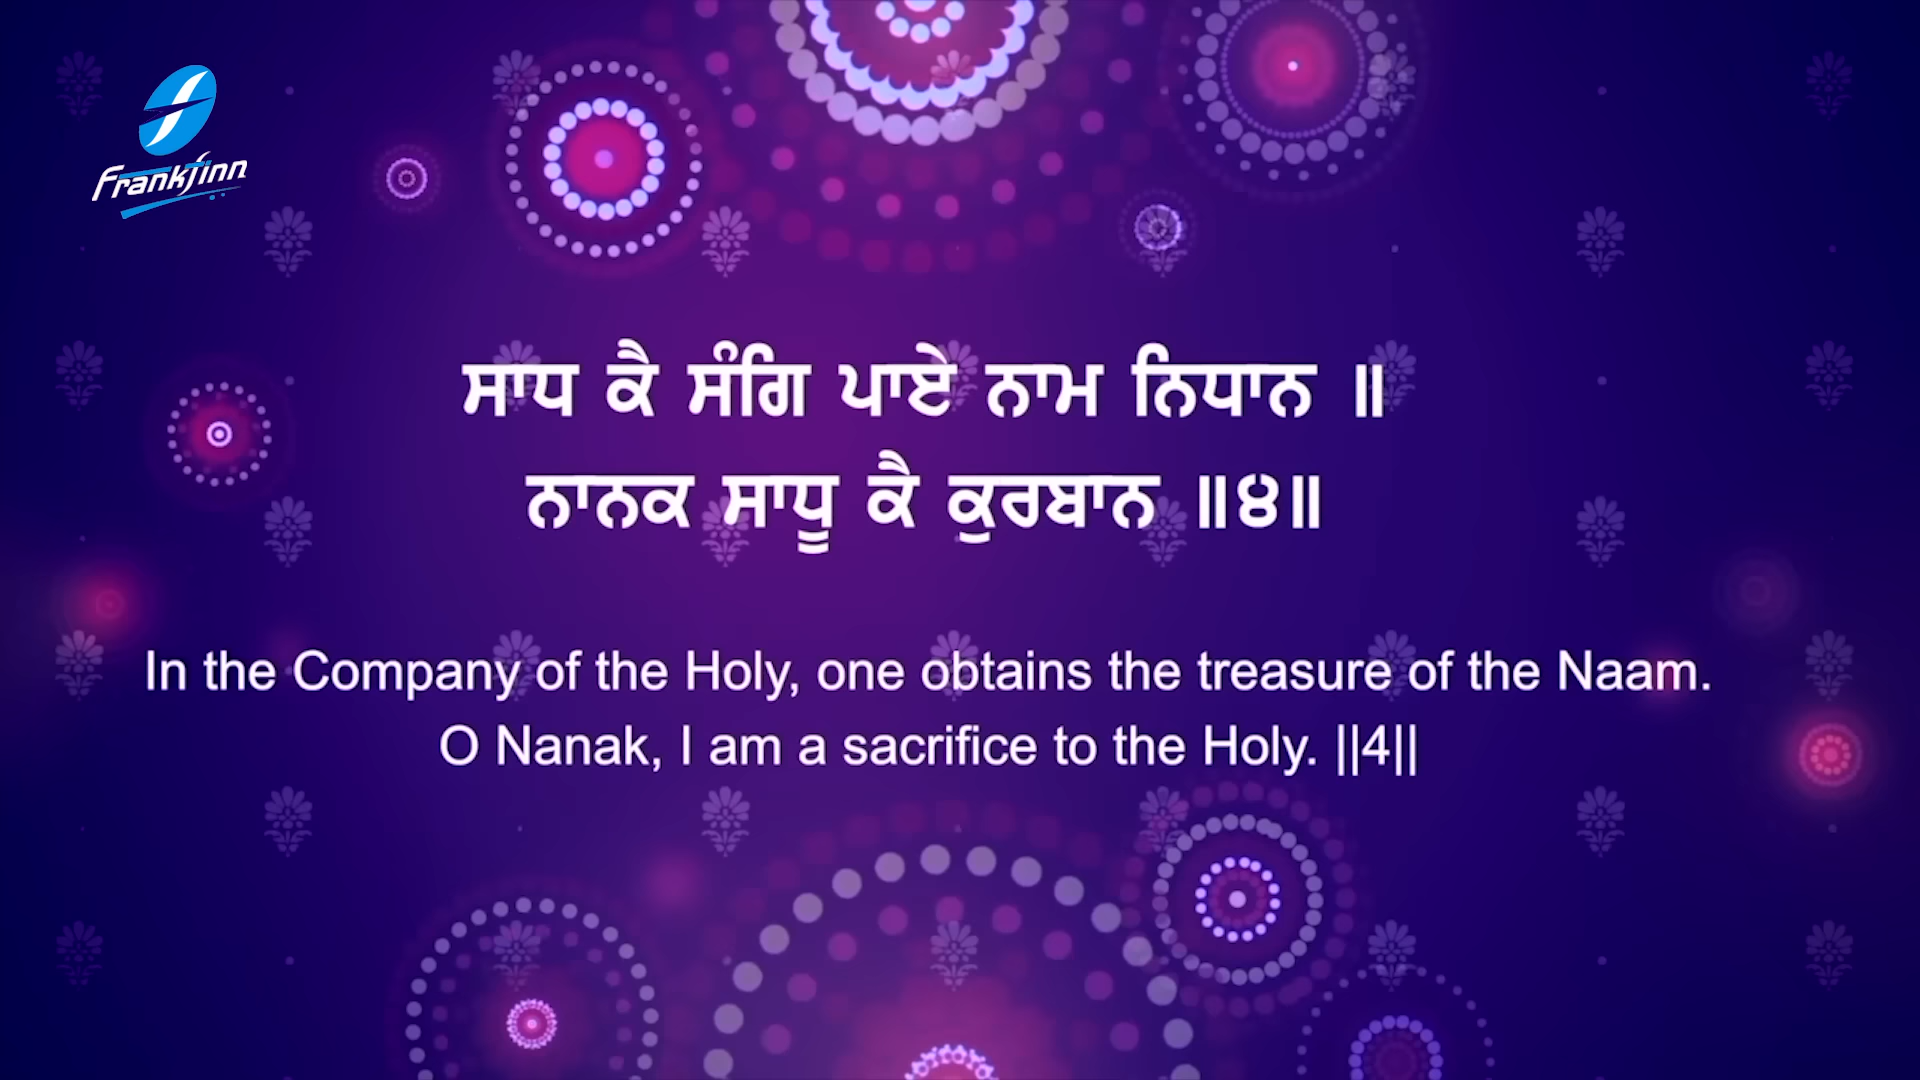 Frankfinn
ਸਾਧ ਕੈ ਸੰਗਿ ਪਾਏ ਨਾਮ ਨਿਧਾਨ ॥
ਨਾਨਕ ਸਾਧੂ ਕੈ ਕੁਰਬਾਨ ॥੪॥
In the Company of the Holy, one obtains the treasure of the Naam.
O Nanak, I am a sacrifice to the Holy. ||4||